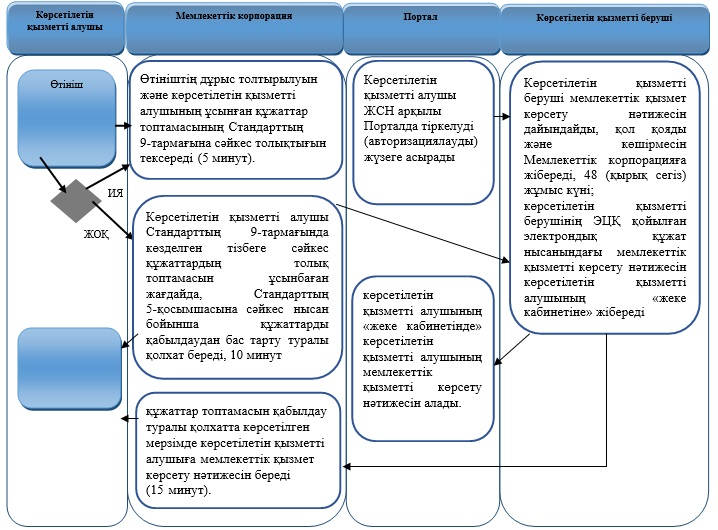 Көрсетілетін
қызметті алушы
Мемлекеттік корпорация
Портал
Көрсетілетін қызметті беруші
Өтініш
ИЯ
ЖОҚ
Өтініштің дұрыс толтырылуын
және көрсетілетін қызметті
алушының ұсынған құжаттар
топтамасының Стандарттың
9-тармағына сәйкес толықтығын
тексереді (5 минут).
Көрсетілетін қызметті алушы
Стандарттың 9-тармағында
көзделген тізбеге сәйкес
құжаттардың толық
топтамасын ұсынбаған
жағдайда, Стандарттың
5-қосымшасына сәйкес нысан
бойынша құжаттарды
қабылдаудан бас тарту туралы
қолхат береді, 10 минут
құжаттар топтамасын қабылдау
туралы қолхатта көрсетілген
мерзімде көрсетілетін қызметті
алушыға мемлекеттік қызмет
көрсету нәтижесін береді
(15 минут).
Көрсетілетін
қызметті алушы
ЖСН арқылы
Порталда тіркелуді
(авторизациялауды)
жүзеге асырады
көрсетілетін
қызметті алушының
«жеке кабинетінде»
көрсетілетін
қызметті алушының
мемлекеттік
қызметті көрсету
нәтижесін алады.
Көрсетілетін қызметті
беруші мемлекеттік қызмет
көрсету нәтижесін
дайындайды, қол қояды
және көшірмесін
Мемлекеттік корпорацияға
жібереді, 48 (қырық сегіз)
жұмыс күні;
көрсетілетін қызметті
берушінің ЭЦҚ қойылған
электрондық құжат
нысанындағы мемлекеттік
қызметті көрсету нәтижесін
көрсетілетін қызметті
алушының «жеке
кабинетіне» жібереді